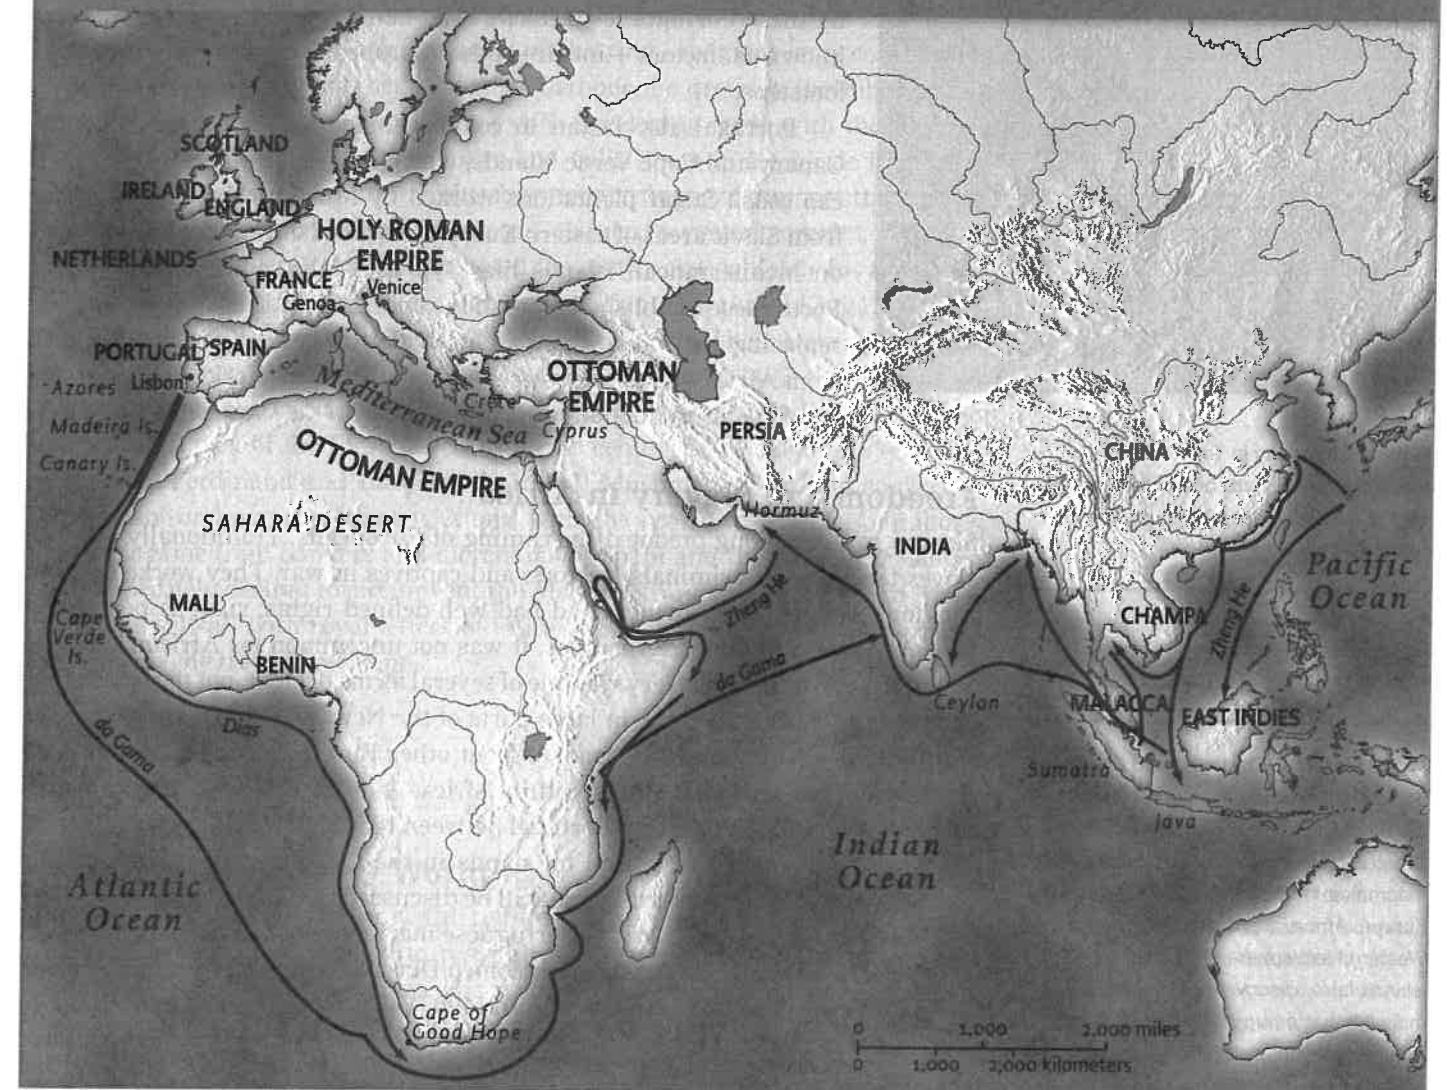 SCOTLAND
IRELAND
ENGLAND
NETHERLANDS
HOLY ROMAN
EMPIRE
FRANCE
Genoa
Venice
PORTUGAL
SPAIN
Azores
Lisbon
Madeira Is.
Canary Is.
Mediterranean Sea
Crete
Cyprus
OTTOMAN
EMPIRE
PERSIA
CHINA
OTTOMAN EMPIRE
SAHARA DESERT
Hormuz
INDIA
Pacific
Ocean
MALI
Cape
Verde
Is.
BENIN
Zheng He
CHAMPA
Zheng He
da Gama
Ceylon
MALACCA
EAST INDIES
da Gama
Dias
Sumatra
Java
Indian
Ocean
Atlantic
Ocean
Cape of
Good Hope
0 1,000 2,000 miles
0 1,000 2,000 kilometers